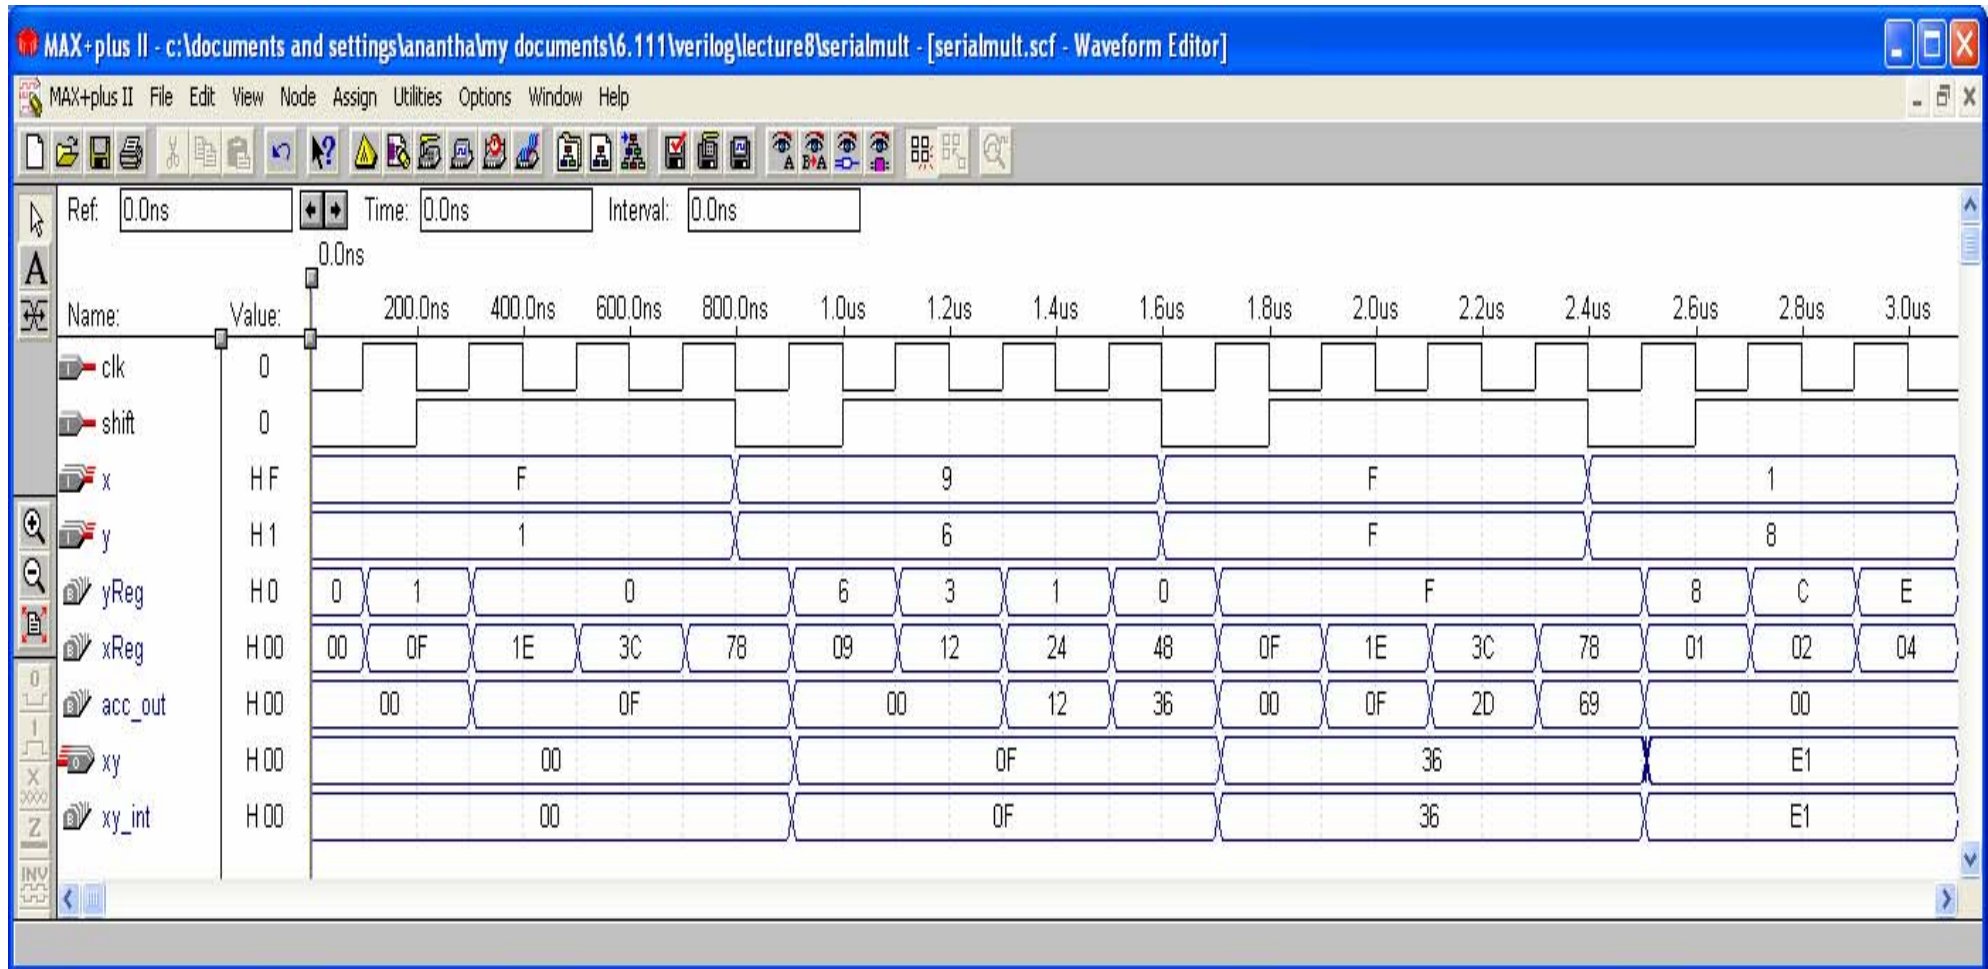 MAX+plus II - c:\documents and settings\anantha\my documents\6.111\verilog\lecture8\serialmult - [serialmult.scf - Waveform Editor]
MAX+plus II File Edit View Node Assign Utilities Options Window Help
A B▸A
Ref: 0.0ns Time: 0.0ns Interval: 0.0ns
A
0.0ns
Name: Value: 200.0ns 400.0ns 600.0ns 800.0ns 1.0us 1.2us 1.4us 1.6us 1.8us 2.0us 2.2us 2.4us 2.6us 2.8us 3.0us
clk 0
shift 0
x H F F 9 F 1
y H 1 1 6 F 8
yReg H 0 0 1 0 6 3 1 0 F 8 C E
xReg H 00 00 0F 1E 3C 78 09 12 24 48 0F 1E 3C 78 01 02 04
0
acc_out H 00 00 0F 00 12 36 00 0F 2D 69 00
1
xy H 00 00 0F 36 E1
X
xy_int H 00 00 0F 36 E1
Z
INV